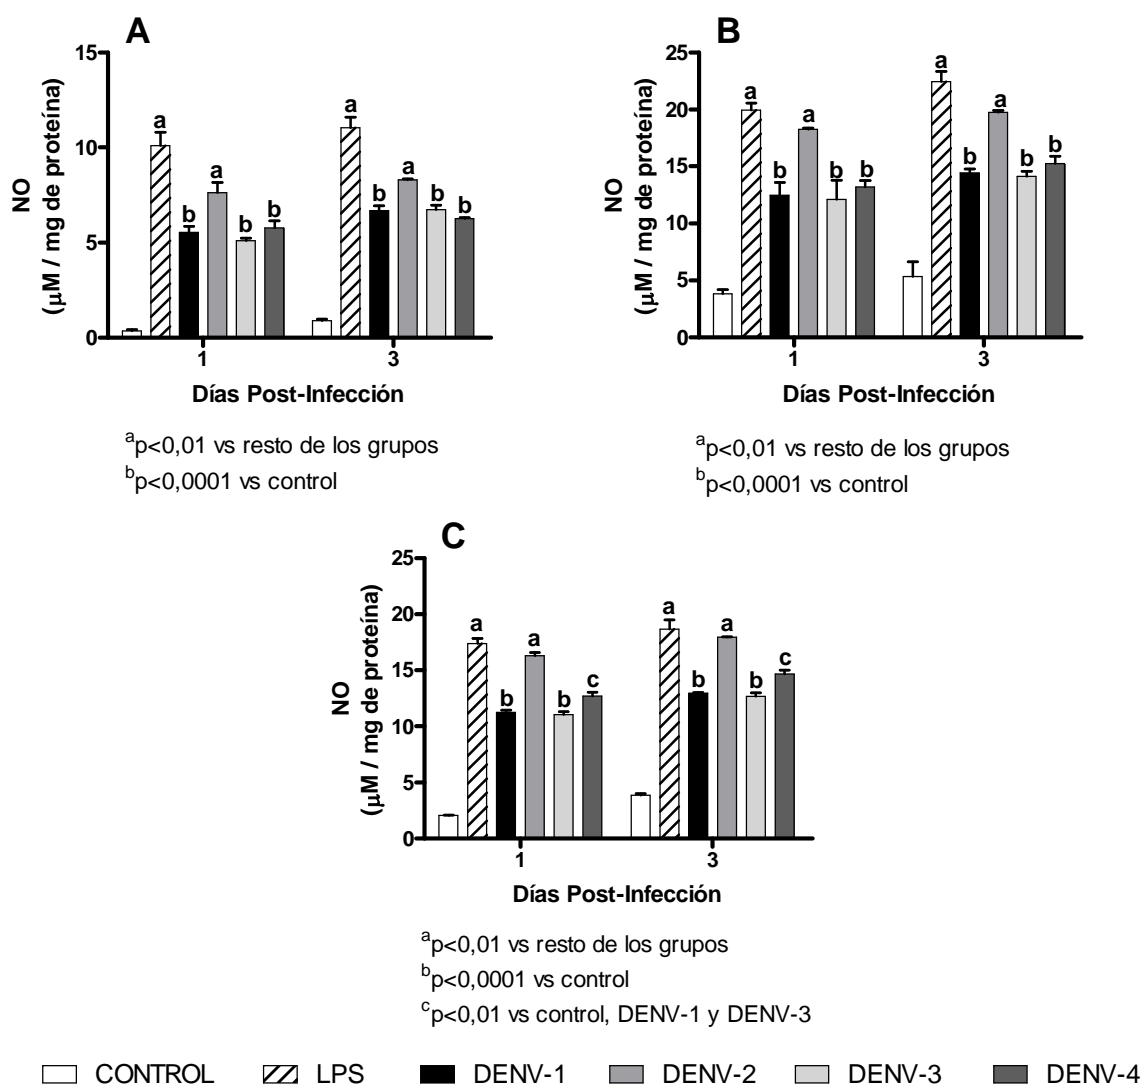 A
15
10
5
0
NO
(µM / mg de proteína)
a
a
b
a
b
b
b
a
b
b
1
3
Días Post-Infección
ap<0,01 vs resto de los grupos
bp<0,0001 vs control
B
25
20
15
10
5
0
NO
(µM / mg de proteína)
a
b
a
b
b
a
b
a
b
b
1
3
Días Post-Infección
ap<0,01 vs resto de los grupos
bp<0,0001 vs control
C
25
20
15
10
5
0
NO
(µM / mg de proteína)
a
b
a
b
c
a
b
a
b
c
1
3
Días Post-Infección
ap<0,01 vs resto de los grupos
bp<0,0001 vs control
cp<0,01 vs control, DENV-1 y DENV-3
CONTROL LPS DENV-1 DENV-2 DENV-3 DENV-4